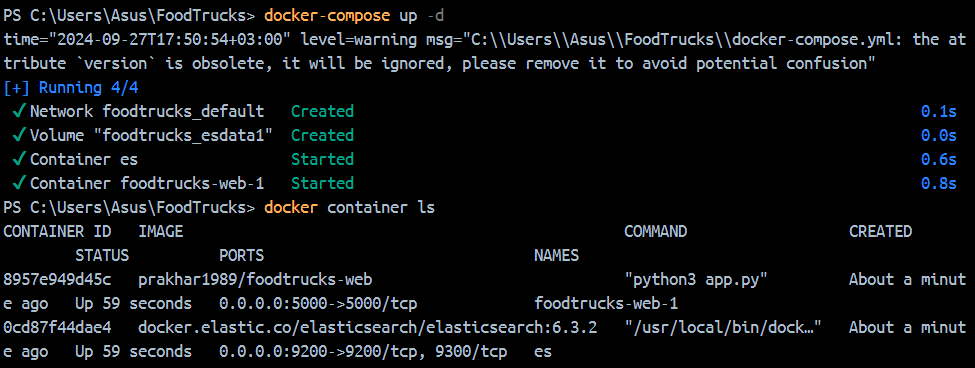 PS C:\Users\Asus\FoodTrucks> docker-compose up -d
time="2024-09-27T17:50:54+03:00" level=warning msg="C:\\Users\\Asus\\FoodTrucks\\docker-compose.yml: the at
tribute `version` is obsolete, it will be ignored, please remove it to avoid potential confusion"
[+] Running 4/4
✔ Network foodtrucks_default Created 0.1s
✔ Volume "foodtrucks_esdata1" Created 0.0s
✔ Container es Started 0.6s
✔ Container foodtrucks-web-1 Started 0.8s
PS C:\Users\Asus\FoodTrucks> docker container ls
CONTAINER ID IMAGE COMMAND CREATED
STATUS PORTS NAMES
8957e949d45c prakhar1989/foodtrucks-web "python3 app.py" About a minut
e ago Up 59 seconds 0.0.0.0:5000->5000/tcp foodtrucks-web-1
0cd87f44dae4 docker.elastic.co/elasticsearch/elasticsearch:6.3.2 "/usr/local/bin/dock…" About a minut
e ago Up 59 seconds 0.0.0.0:9200->9200/tcp, 9300/tcp es